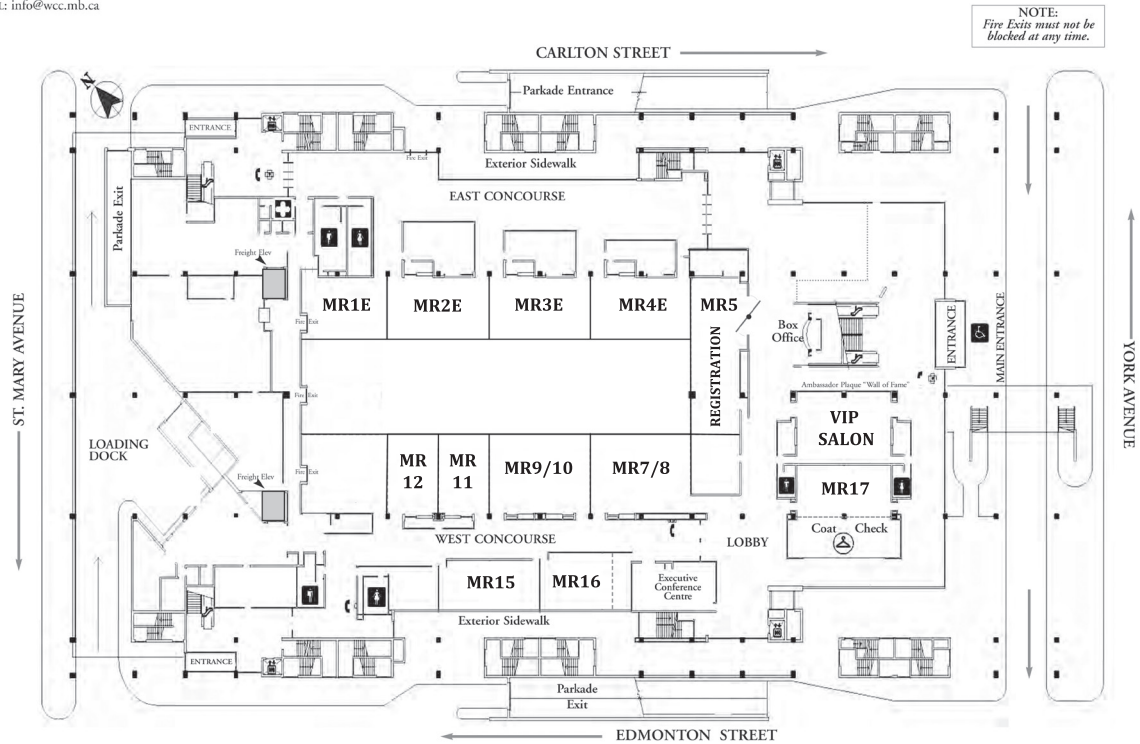 L: info@wcc.mb.ca
NOTE:
Fire Exits must not be
blocked at any time.
CARLTON STREET
N
Parkade Entrance
ENTRANCE
Fire Exit
Exterior Sidewalk
EAST CONCOURSE
Parkade Exit
Freight Elev
MR1E
MR2E
MR3E
MR4E
MR5
Fire Exit
Box
Office
ENTRANCE
MAIN ENTRANCE
ST. MARY AVENUE
YORK AVENUE
REGISTRATION
Ambassador Plaque "Wall of Fame"
Fire Exit
VIP
SALON
LOADING
DOCK
MR
12
MR
11
MR9/10
MR7/8
Fire Exit
Freight Elev
MR17
Coat Check
WEST CONCOURSE
LOBBY
MR15
MR16
Executive
Conference
Centre
Exterior Sidewalk
ENTRANCE
Parkade
Exit
EDMONTON STREET